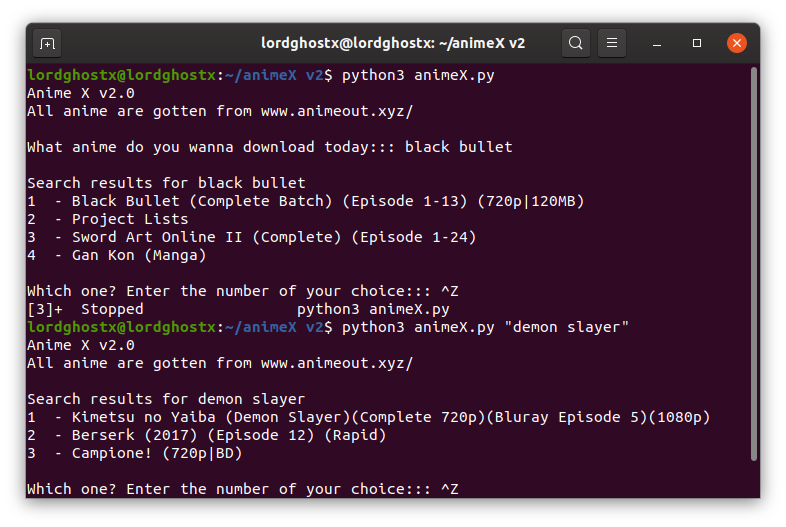 lordghostx@lordghostx: ~/animeX v2
lordghostx@lordghostx:~/animeX v2$ python3 animeX.py
Anime X v2.0
All anime are gotten from www.animeout.xyz/
What anime do you wanna download today::: black bullet
Search results for black bullet
1  - Black Bullet (Complete Batch) (Episode 1-13) (720p|120MB)
2  - Project Lists
3  - Sword Art Online II (Complete) (Episode 1-24)
4  - Gan Kon (Manga)
Which one? Enter the number of your choice::: ^Z
[3]+  Stopped                 python3 animeX.py
lordghostx@lordghostx:~/animeX v2$ python3 animeX.py "demon slayer"
Anime X v2.0
All anime are gotten from www.animeout.xyz/
Search results for demon slayer
1  - Kimetsu no Yaiba (Demon Slayer)(Complete 720p)(Bluray Episode 5)(1080p)
2  - Berserk (2017) (Episode 12) (Rapid)
3  - Campione! (720p|BD)
Which one? Enter the number of your choice::: ^Z